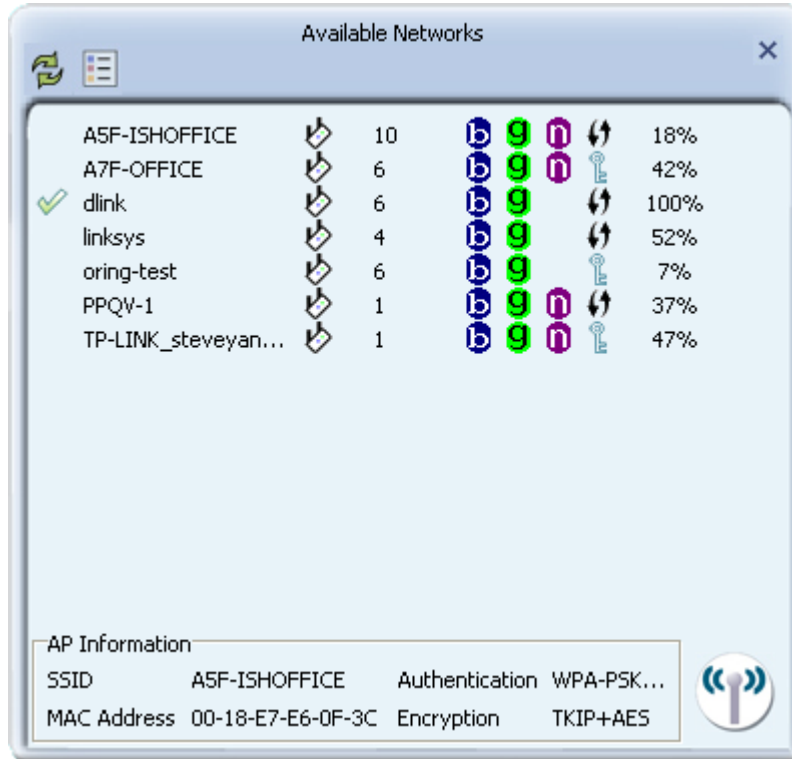 Available Networks
A5F-ISHOFFICE 10 b g n 18%
A7F-OFFICE 6 b g n 42%
dlink 6 b g 100%
linksys 4 b g 52%
oring-test 6 b g 7%
PPQV-1 1 b g n 37%
TP-LINK_steveyan... 1 b g n 47%
AP Information
SSID A5F-ISHOFFICE Authentication WPA-PSK...
MAC Address 00-18-E7-E6-0F-3C Encryption TKIP+AES